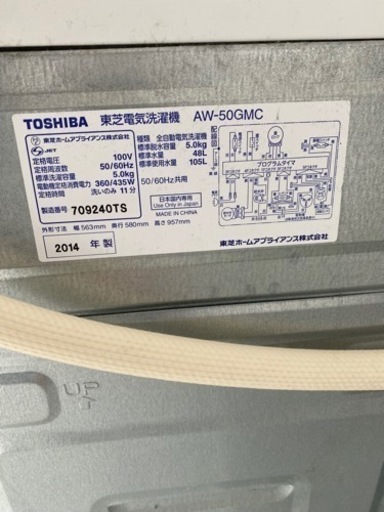 TOSHIBA 東芝電気洗濯機 AW-50GMC
東芝ホームアプライアンス株式会社
JET
定格電圧 100V
定格周波数 50/60Hz
標準洗濯容量 5.0kg
電動機定格消費電力 360/435W
定格時間 洗いのみ 11分
製造番号 709240TS
種類 全自動電気洗濯機
標準脱水容量 5.0kg
標準水量 48L
標準使用水量 105L
50/60Hz共用
日本国内専用
Use Only in Japan
MADE IN CHINA
外形寸法 幅 563mm 奥行 580mm 高さ 957mm
2014 年製
配線図
プログラムタイマ
東芝ホームアプライアンス株式会社
UP